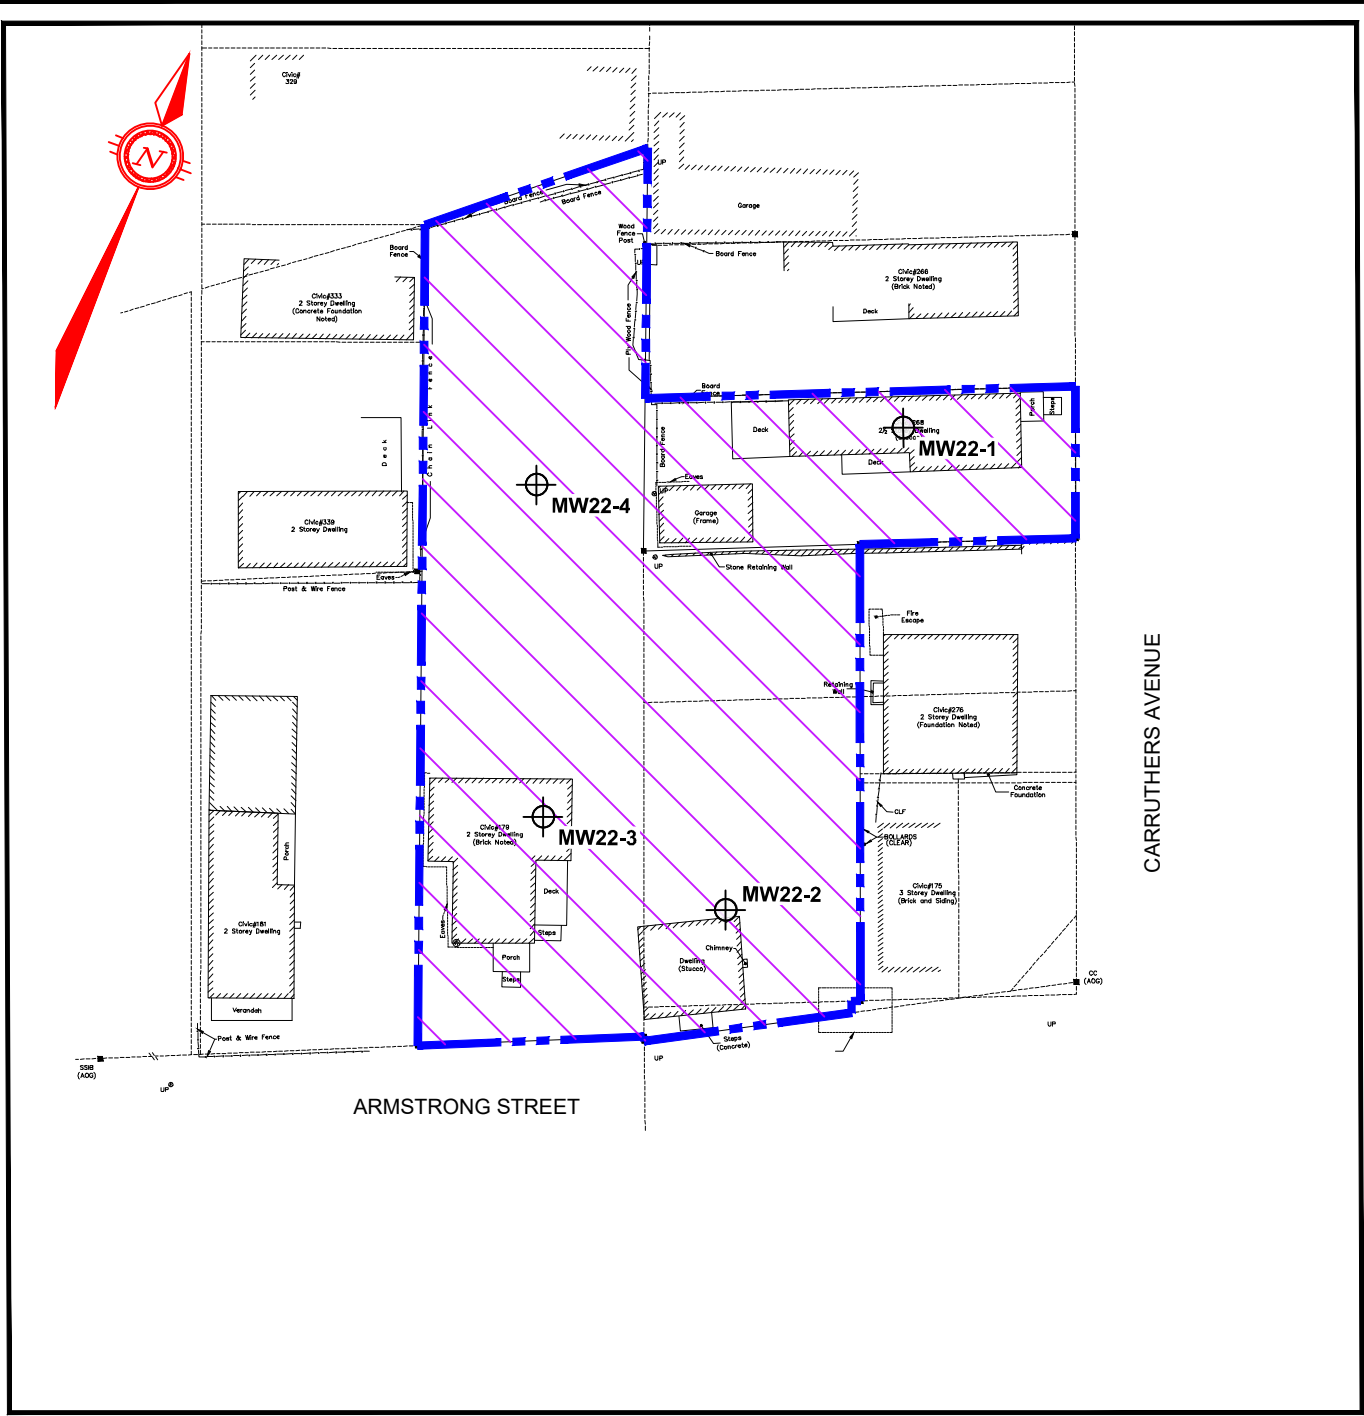 Civic#
329
N
UP
Board Fence
Board Fence
Garage
Wood
Fence
Post
Board
Fence
Board Fence
Civic#266
2 Storey Dwelling
(Brick Noted)
Deck
Civic#333
2 Storey Dwelling
(Concrete Foundation
Noted)
Ply Wood Fence
Chain Link Fence
Board
Fence
Porch
Steps
Deck
268
Dwelling
MW22-1
Deck
Board Fence
Deck
Eaves
UP
MW22-4
Garage
(Frame)
Civic#339
2 Storey Dwelling
UP
Stone Retaining Wall
Eaves
Post & Wire Fence
Fire
Escape
CARRUTHERS AVENUE
Retaining
Wall
Civic#276
2 Storey Dwelling
(Foundation Noted)
Concrete
Foundation
CLF
BOLLARDS
(CLEAR)
Civic#179
2 Storey Dwelling
(Brick Noted)
MW22-3
Porch
Deck
MW22-2
Civic#175
3 Storey Dwelling
(Brick and Siding)
Civic#181
2 Storey Dwelling
Eaves
Steps
Chimney
Dwelling
(Stucco)
Porch
Steps
CC
(AOG)
Verandah
UP
Post & Wire Fence
Steps
(Concrete)
UP
SSIB
(AOG)
UP
ARMSTRONG STREET